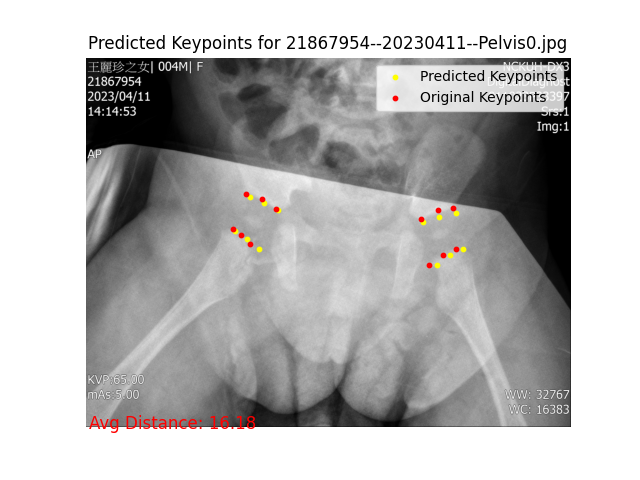 Predicted Keypoints for 21867954--20230411--Pelvis0.jpg
王麗珍之女| 004M| F
21867954
2023/04/11
14:14:53
AP
Predicted Keypoints
Original Keypoints
NCKUH-DX3
3397
Srs:1
Img:1
KVP:65.00
mAs:5.00
WW: 32767
WC: 16383
Avg Distance: 16.18